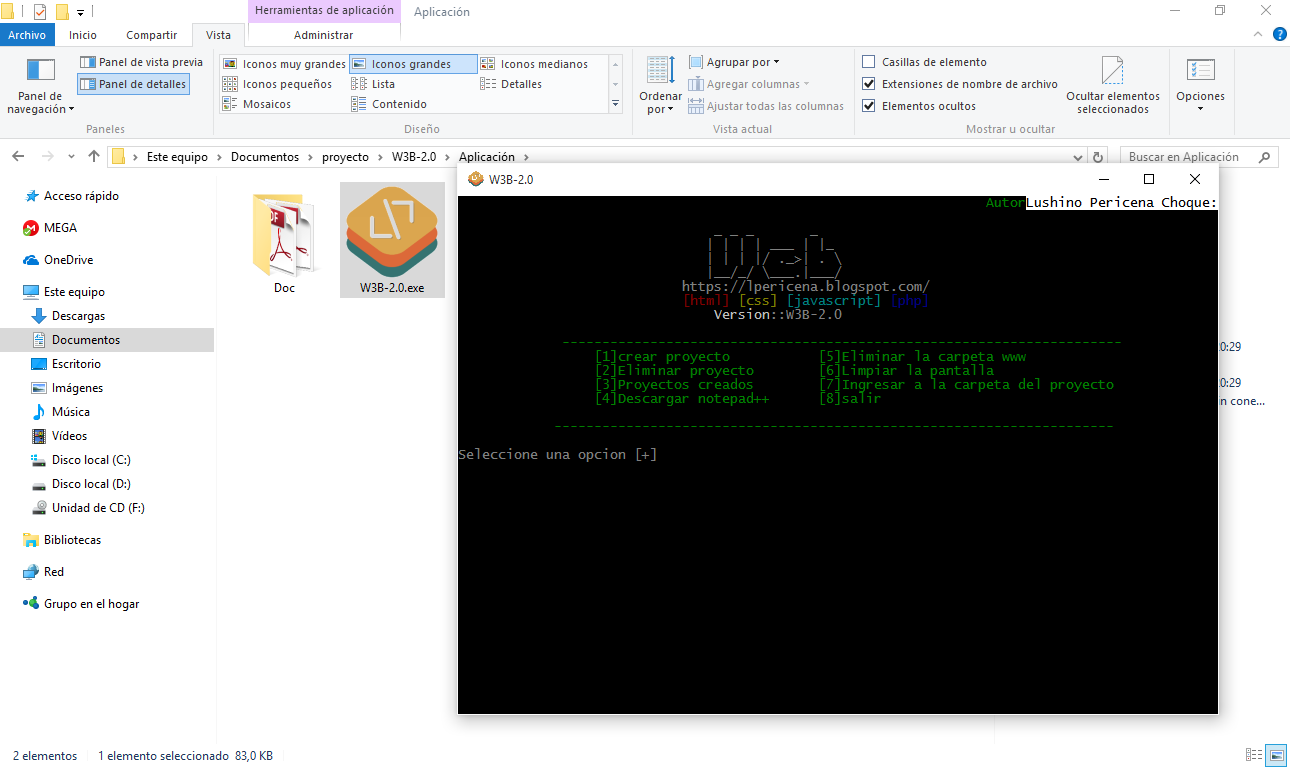 Herramientas de aplicación
Aplicación
Archivo
Inicio
Compartir
Vista
Administrar
Panel de navegación
Panel de vista previa
Panel de detalles
Paneles
Iconos muy grandes
Iconos grandes
Iconos medianos
Iconos pequeños
Lista
Detalles
Mosaicos
Contenido
Diseño
Ordenar por
Agrupar por
Agregar columnas
Ajustar todas las columnas
Vista actual
Casillas de elemento
Extensiones de nombre de archivo
Elementos ocultos
Ocultar elementos seleccionados
Mostrar u ocultar
Opciones
Este equipo > Documentos > proyecto > W3B-2.0 > Aplicación >
Buscar en Aplicación
Acceso rápido
MEGA
OneDrive
Este equipo
Descargas
Documentos
Escritorio
Imágenes
Música
Vídeos
Disco local (C:)
Disco local (D:)
Unidad de CD (F:)
Bibliotecas
Red
Grupo en el hogar
Doc
W3B-2.0.exe
W3B-2.0
AutorLushino Pericena Choque:
Web
https://lpericena.blogspot.com/
[html] [css] [javascript] [php]
Version::W3B-2.0
[1]crear proyecto [5]Eliminar la carpeta www
[2]Eliminar proyecto [6]Limpiar la pantalla
[3]Proyectos creados [7]Ingresar a la carpeta del proyecto
[4]Descargar notepad++ [8]salir
Seleccione una opcion [+]
0:29
0:29
n cone...
2 elementos
1 elemento seleccionado 83,0 KB